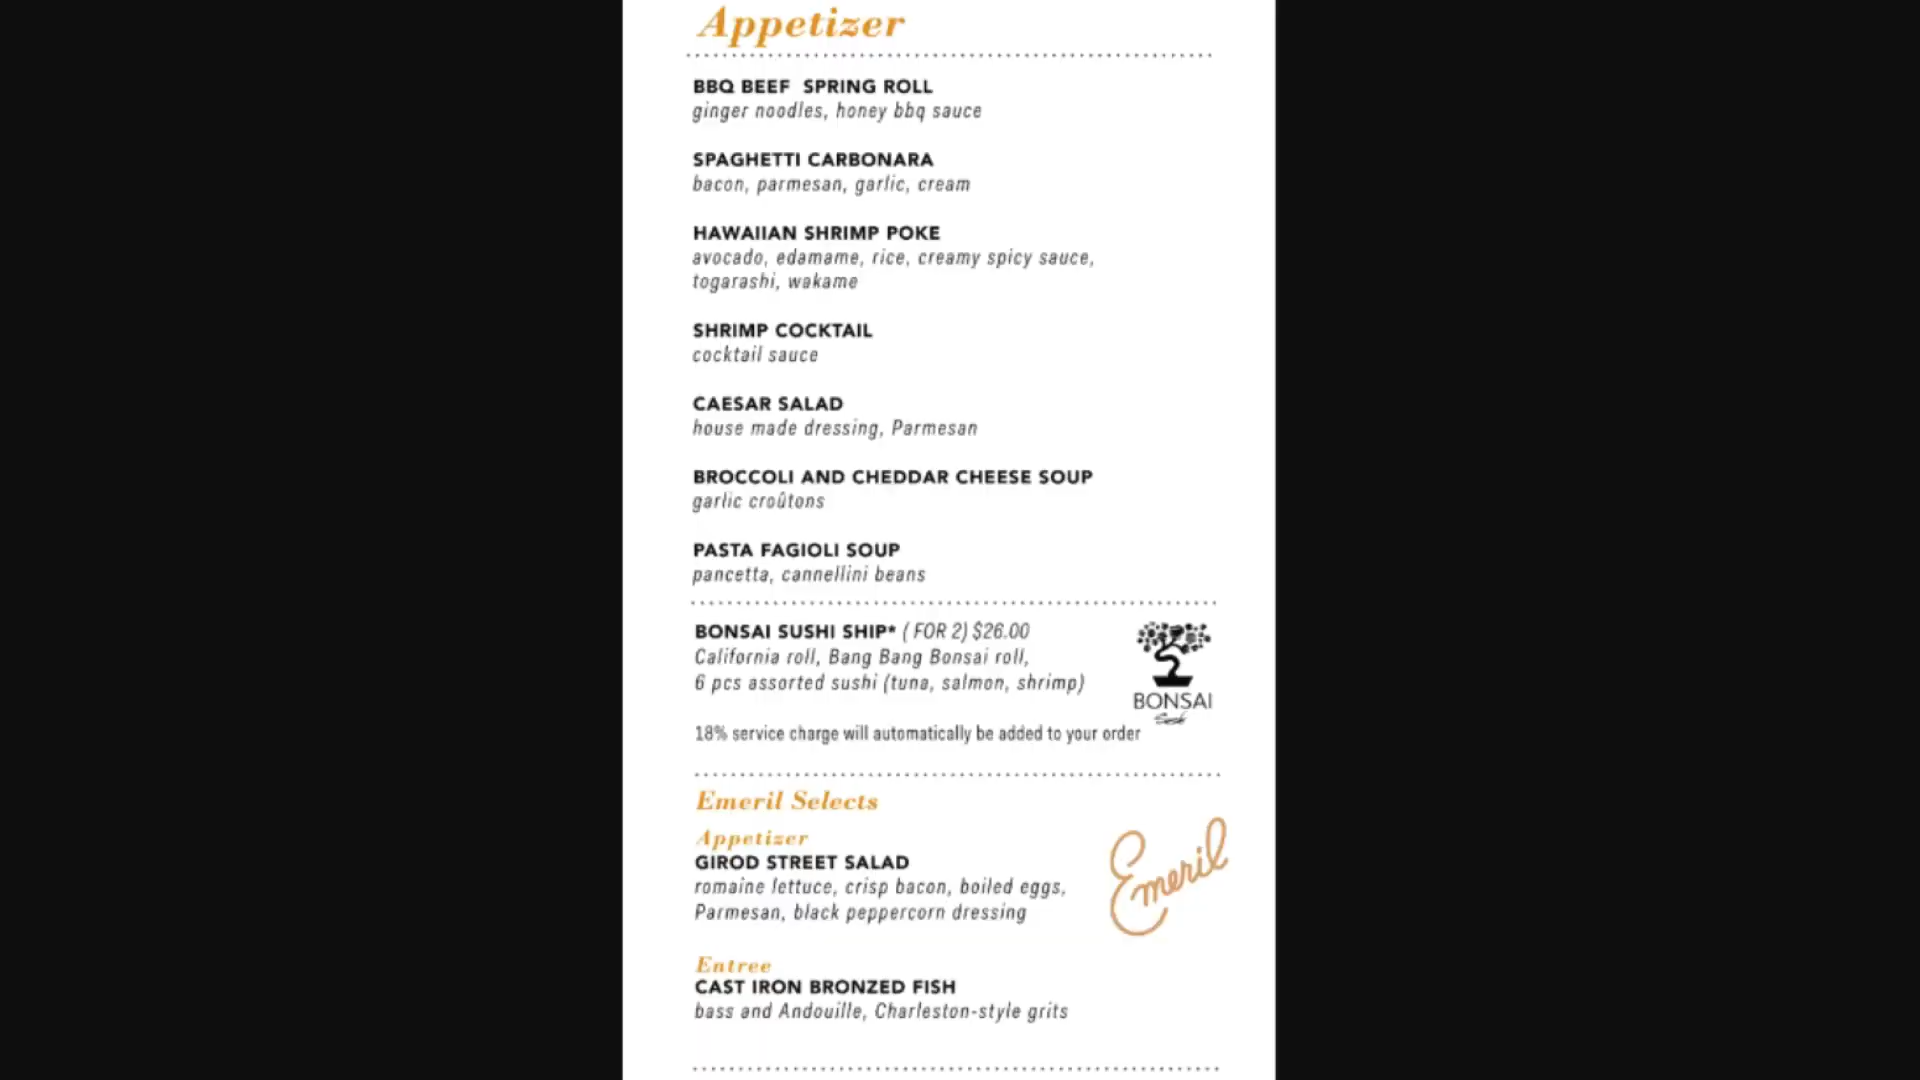 Appetizer
BBQ BEEF SPRING ROLL
ginger noodles, honey bbq sauce
SPAGHETTI CARBONARA
bacon, parmesan, garlic, cream
HAWAIIAN SHRIMP POKE
avocado, edamame, rice, creamy spicy sauce,
togarashi, wakame
SHRIMP COCKTAIL
cocktail sauce
CAESAR SALAD
house made dressing, Parmesan
BROCCOLI AND CHEDDAR CHEESE SOUP
garlic croûtons
PASTA FAGIOLI SOUP
pancetta, cannellini beans
BONSAI SUSHI SHIP* ( FOR 2) $26.00
California roll, Bang Bang Bonsai roll,
6 pcs assorted sushi (tuna, salmon, shrimp)
BONSAI
18% service charge will automatically be added to your order
Emeril Selects
Appetizer
GIROD STREET SALAD
romaine lettuce, crisp bacon, boiled eggs,
Parmesan, black peppercorn dressing
Emeril
Entree
CAST IRON BRONZED FISH
bass and Andouille, Charleston-style grits